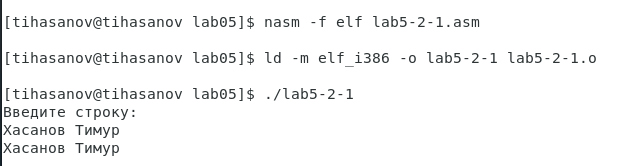 [tihasanov@tihasanov lab05]$ nasm -f elf lab5-2-1.asm
[tihasanov@tihasanov lab05]$ ld -m elf_i386 -o lab5-2-1 lab5-2-1.o
[tihasanov@tihasanov lab05]$ ./lab5-2-1
Введите строку:
Хасанов Тимур
Хасанов Тимур